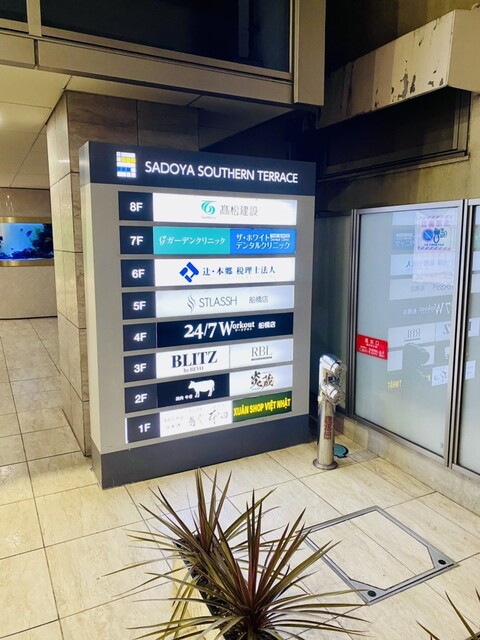 SADOYA SOUTHERN TERRACE
8F 髙松建設
7F ガーデンクリニック ザ・ホワイト
デンタルクリニック
6F 辻・本郷 税理士法人
5F STLASSH 船橋店
4F 24/7 Workout 船橋店
3F BLITZ RBL
2F 炭蔵
1F XUÂN SHOP VIỆT NHẬT